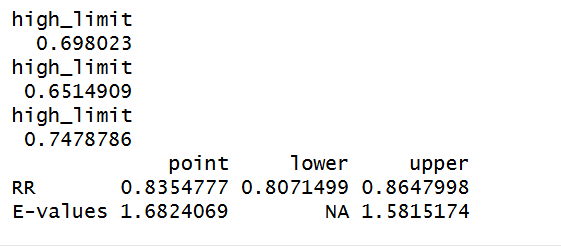 high_limit
0.698023
high_limit
0.6514909
high_limit
0.7478786
point lower upper
RR 0.8354777 0.8071499 0.8647998
E-values 1.6824069 NA 1.5815174